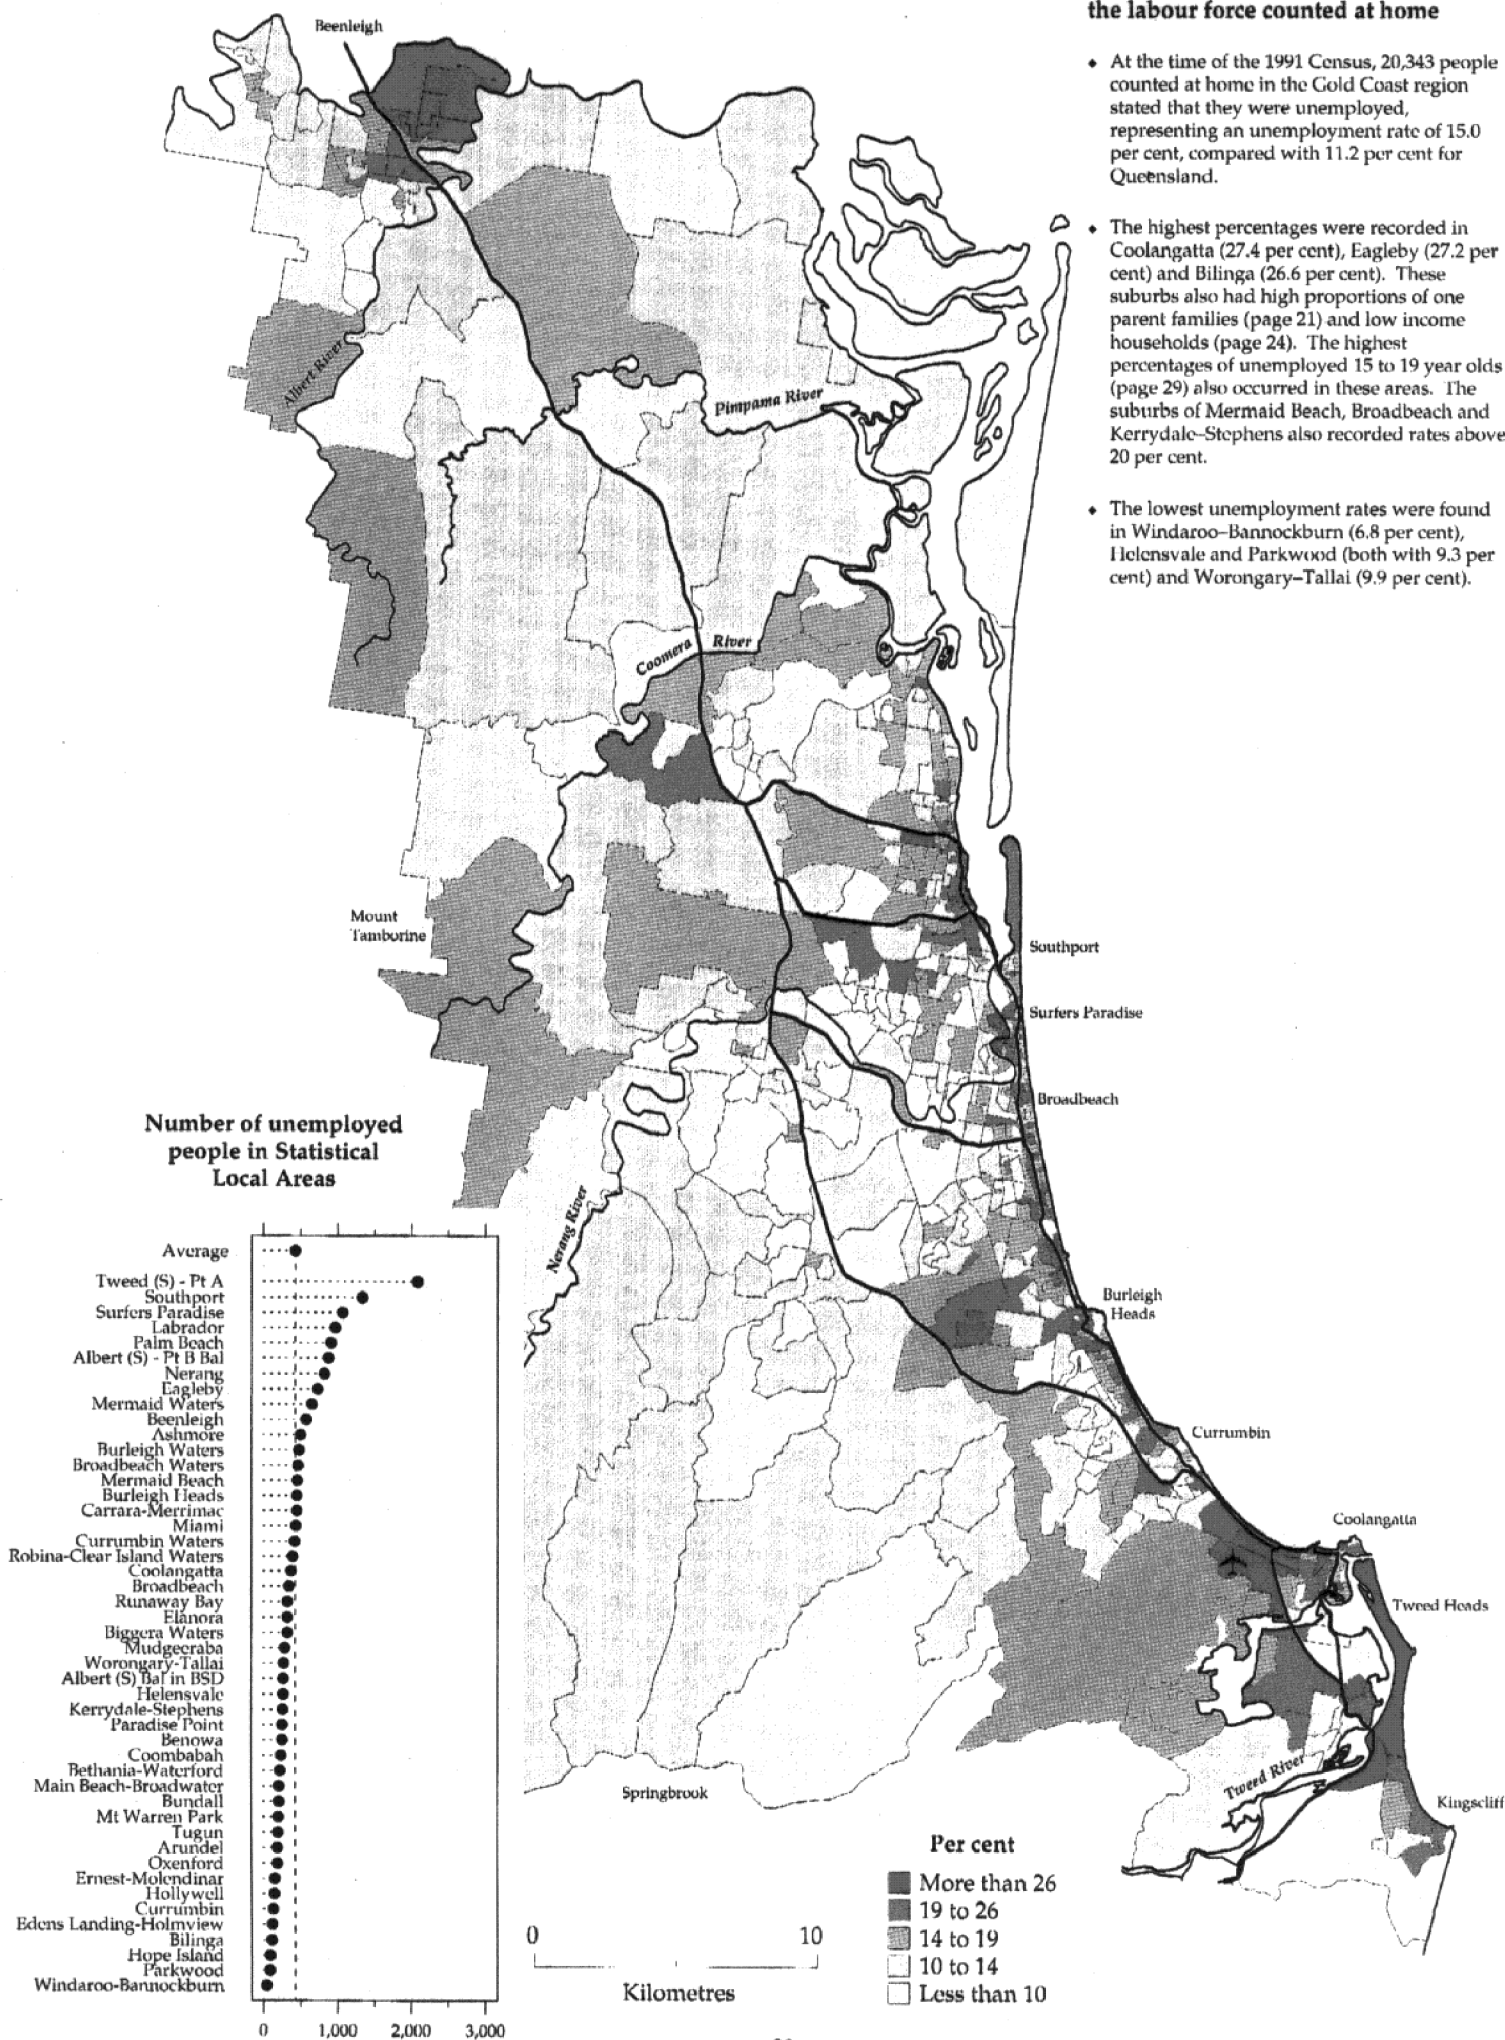 the labour force counted at home
♦ At the time of the 1991 Census, 20,343 people
counted at home in the Gold Coast region
stated that they were unemployed,
representing an unemployment rate of 15.0
per cent, compared with 11.2 per cent for
Queensland.
♦ The highest percentages were recorded in
Coolangatta (27.4 per cent), Eagleby (27.2 per
cent) and Bilinga (26.6 per cent). These
suburbs also had high proportions of one
parent families (page 21) and low income
households (page 24). The highest
percentages of unemployed 15 to 19 year olds
(page 29) also occurred in these areas. The
suburbs of Mermaid Beach, Broadbeach and
Kerrydale–Stephens also recorded rates above
20 per cent.
♦ The lowest unemployment rates were found
in Windaroo–Bannockburn (6.8 per cent),
Helensvale and Parkwood (both with 9.3 per
cent) and Worongary–Tallai (9.9 per cent).
Beenleigh
Albert River
Pimpama River
Coomera River
Mount
Tamborine
Southport
Surfers Paradise
Broadbeach
Nerang River
Burleigh
Heads
Currumbin
Coolangatta
Tweed Heads
Tweed River
Kingscliff
Springbrook
Number of unemployed
people in Statistical
Local Areas
Average
Tweed (S) - Pt A
Southport
Surfers Paradise
Labrador
Palm Beach
Albert (S) - Pt B Bal
Nerang
Eagleby
Mermaid Waters
Beenleigh
Ashmore
Burleigh Waters
Broadbeach Waters
Mermaid Beach
Burleigh Heads
Carrara-Merrimac
Miami
Currumbin Waters
Robina-Clear Island Waters
Coolangatta
Broadbeach
Runaway Bay
Elanora
Biggera Waters
Mudgeeraba
Worongary-Tallai
Albert (S) Bal in BSD
Helensvale
Kerrydale-Stephens
Paradise Point
Benowa
Coombabah
Bethania-Waterford
Main Beach-Broadwater
Bundall
Mt Warren Park
Tugun
Arundel
Oxenford
Ernest-Molendinar
Hollywell
Currumbin
Edens Landing-Holmview
Bilinga
Hope Island
Parkwood
Windaroo-Bannockburn
0 1,000 2,000 3,000
0 10
Kilometres
Per cent
More than 26
19 to 26
14 to 19
10 to 14
Less than 10